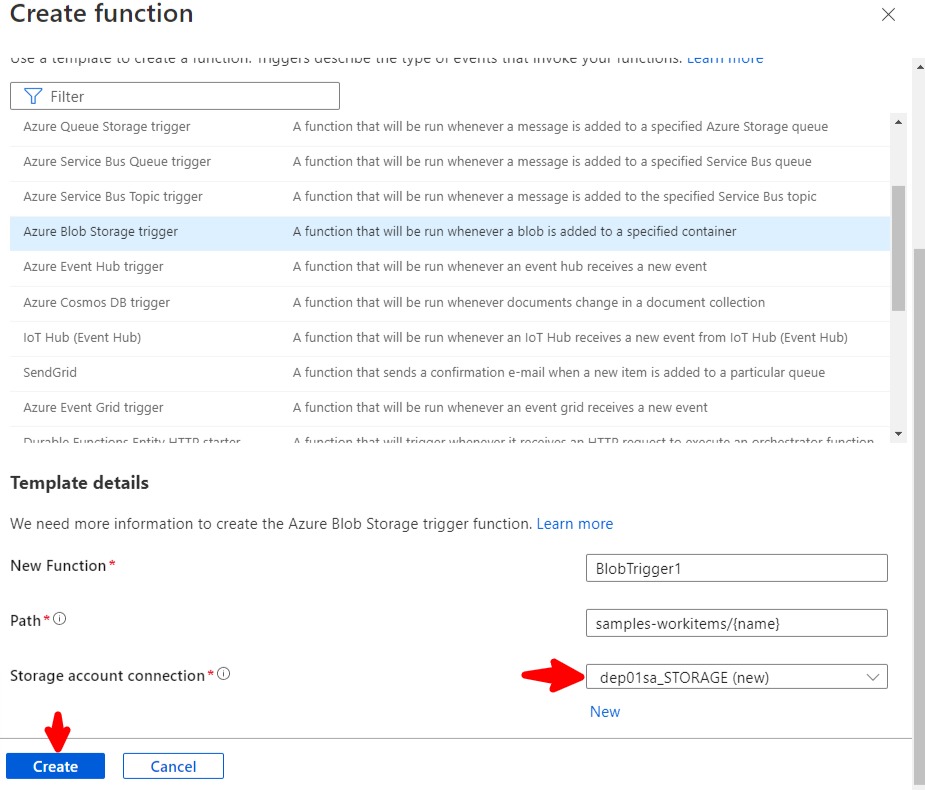 Create function
Use a template to create a function. Triggers describe the type of events that invoke your functions. Learn more
Filter
Azure Queue Storage trigger A function that will be run whenever a message is added to a specified Azure Storage queue
Azure Service Bus Queue trigger A function that will be run whenever a message is added to a specified Service Bus queue
Azure Service Bus Topic trigger A function that will be run whenever a message is added to the specified Service Bus topic
Azure Blob Storage trigger A function that will be run whenever a blob is added to a specified container
Azure Event Hub trigger A function that will be run whenever an event hub receives a new event
Azure Cosmos DB trigger A function that will be run whenever documents change in a document collection
IoT Hub (Event Hub) A function that will be run whenever an IoT Hub receives a new event from IoT Hub (Event Hub)
SendGrid A function that sends a confirmation e-mail when a new item is added to a particular queue
Azure Event Grid trigger A function that will be run whenever an event grid receives a new event
Durable Functions Entity HTTP starter A function that will trigger whenever it receives an HTTP request to execute an orchestrator function
Template details
We need more information to create the Azure Blob Storage trigger function. Learn more
New Function* BlobTrigger1
Path* samples-workitems/{name}
Storage account connection* dep01sa_STORAGE (new)
New
Create Cancel